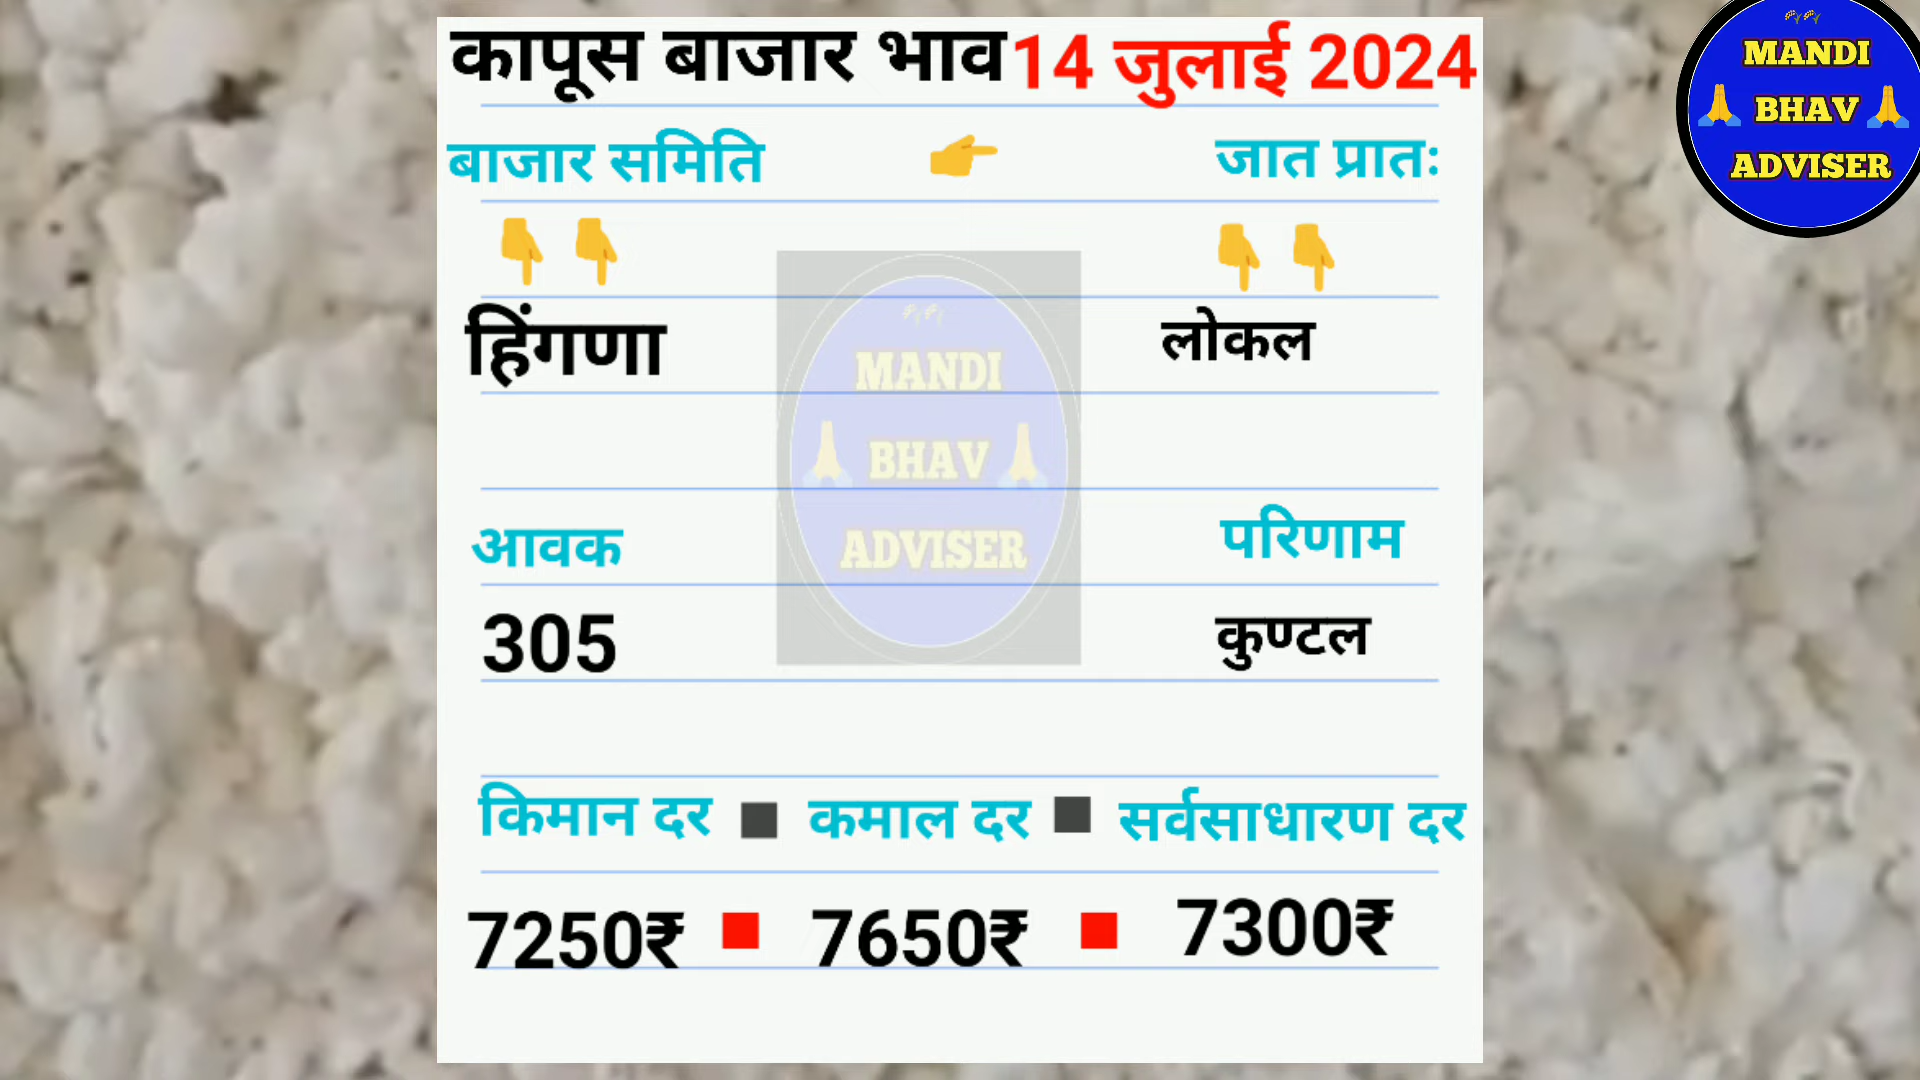 कापूस बाजार भाव 14 जुलाई 2024
MANDI
BHAV
ADVISER
बाजार समिति 👉 जात प्रातः
👇👇 👇👇
हिंगणा लोकल
MANDI
BHAV
ADVISER
आवक परिणाम
305 कुण्टल
किमान दर ◾ कमाल दर ◾ सर्वसाधारण दर
7250₹ 🟥 7650₹ 🟥 7300₹